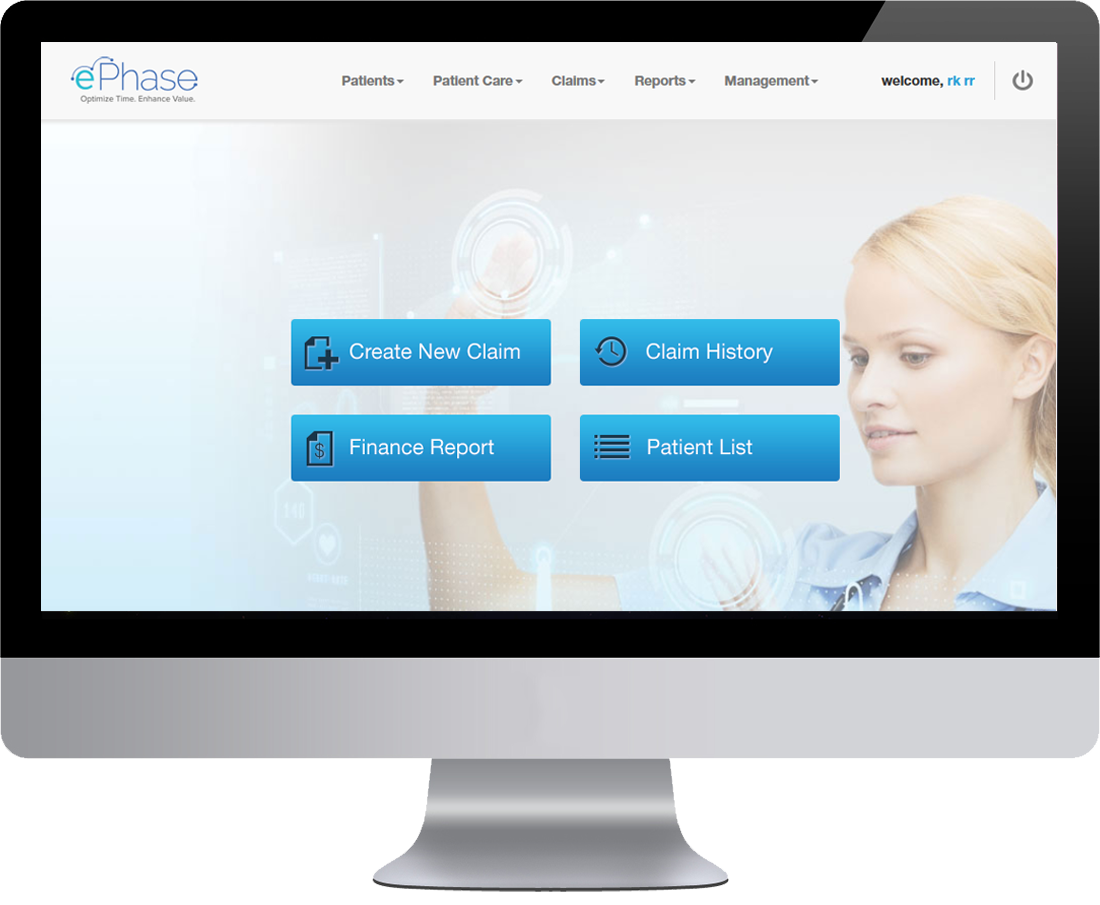 ePhase
Optimize Time. Enhance Value.
Patients Patient Care Claims Reports Management welcome, rk rr
Create New Claim Claim History
$
Finance Report Patient List
140